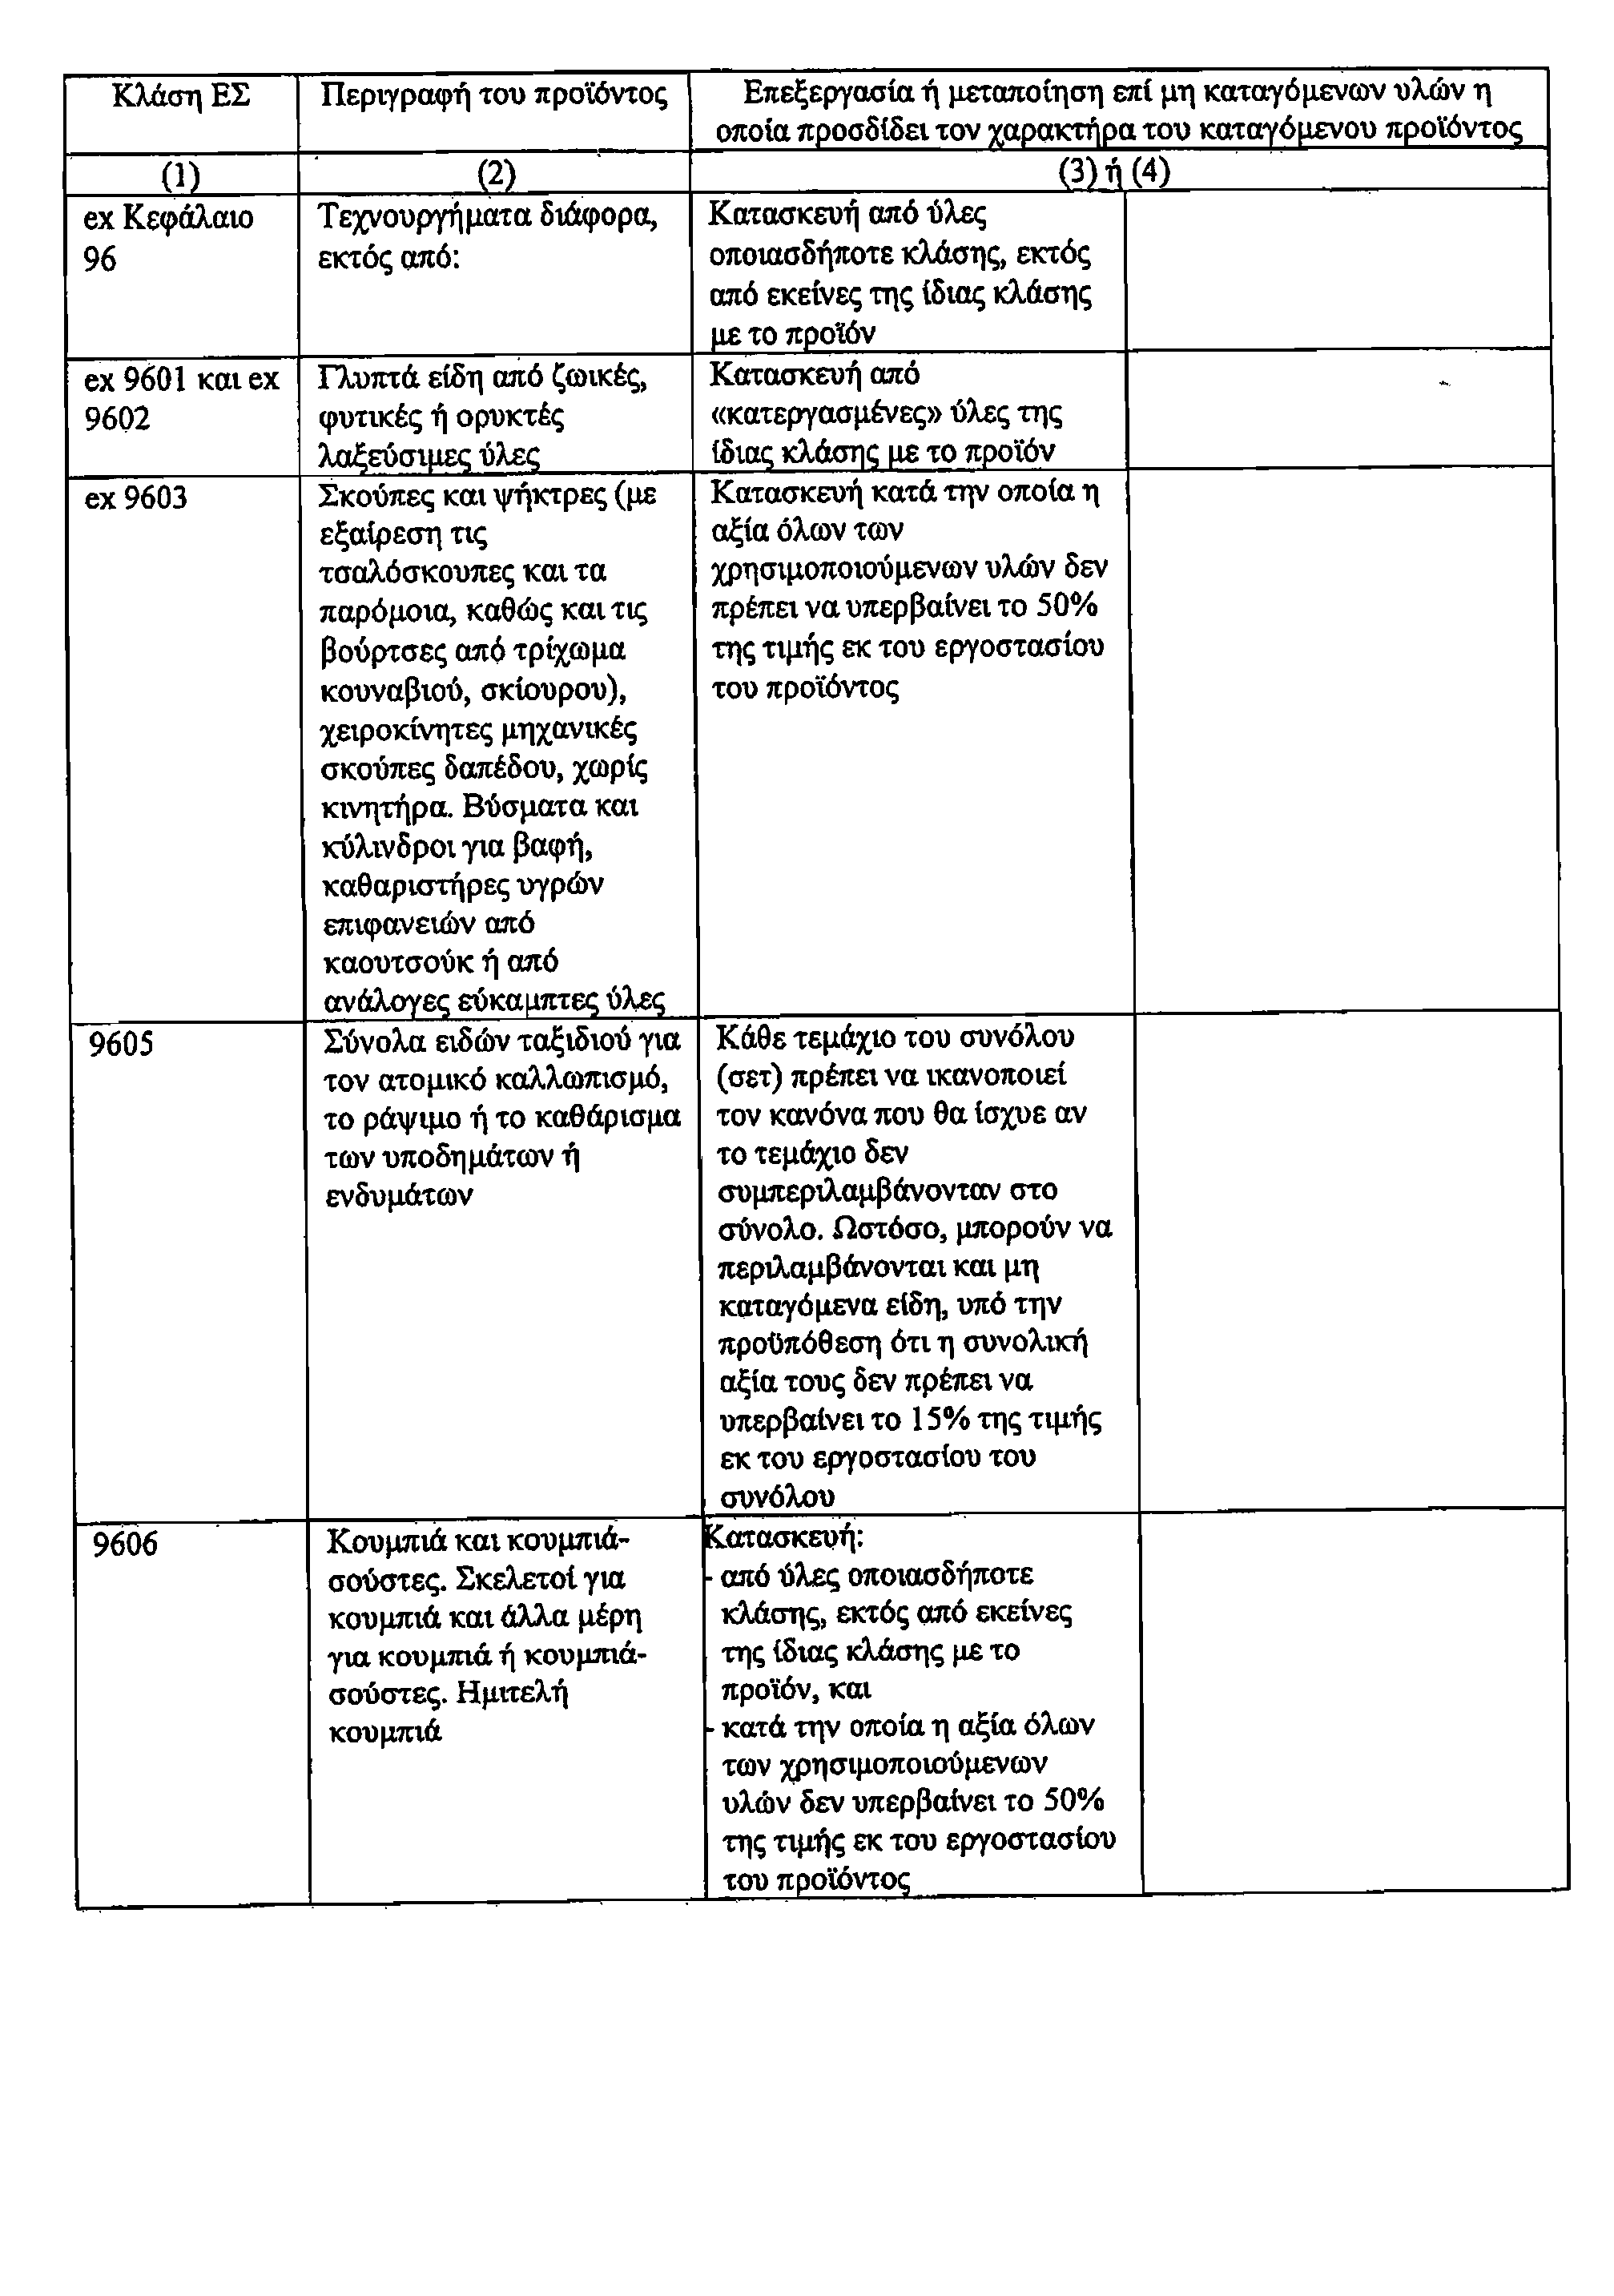 Κλάση ΕΣ
Περιγραφή του προϊόντος
Επεξεργασία ή μεταποίηση επί μη καταγόμενων υλών η
οποία προσδίδει τον χαρακτήρα του καταγόμενου προϊόντος
(1)
(2)
(3) ή (4)
ex Κεφάλαιο
96
Τεχνουργήματα διάφορα,
εκτός από:
Κατασκευή από ύλες
οποιασδήποτε κλάσης, εκτός
από εκείνες της ίδιας κλάσης
με το προϊόν
ex 9601 και ex
9602
Γλυπτά είδη από ζωικές,
φυτικές ή ορυκτές
λαξεύσιμες ύλες
Κατασκευή από
«κατεργασμένες» ύλες της
ίδιας κλάσης με το προϊόν
ex 9603
Σκούπες και ψήκτρες (με
εξαίρεση τις
τσαλόσκουπες και τα
παρόμοια, καθώς και τις
βούρτσες από τρίχωμα
κουναβιού, σκίουρου),
χειροκίνητες μηχανικές
σκούπες δαπέδου, χωρίς
κινητήρα. Βύσματα και
κύλινδροι για βαφή,
καθαριστήρες υγρών
επιφανειών από
καουτσούκ ή από
ανάλογες εύκαμπτες ύλες
Κατασκευή κατά την οποία η
αξία όλων των
χρησιμοποιούμενων υλών δεν
πρέπει να υπερβαίνει το 50%
της τιμής εκ του εργοστασίου
του προϊόντος
9605
Σύνολα ειδών ταξιδιού για
τον ατομικό καλλωπισμό,
το ράψιμο ή το καθάρισμα
των υποδημάτων ή
ενδυμάτων
Κάθε τεμάχιο του συνόλου
(σετ) πρέπει να ικανοποιεί
τον κανόνα που θα ίσχυε αν
το τεμάχιο δεν
συμπεριλαμβάνονταν στο
σύνολο. Ωστόσο, μπορούν να
περιλαμβάνονται και μη
καταγόμενα είδη, υπό την
προϋπόθεση ότι η συνολική
αξία τους δεν πρέπει να
υπερβαίνει το 15% της τιμής
εκ του εργοστασίου του
συνόλου
9606
Κουμπιά και κουμπιά-
σούστες. Σκελετοί για
κουμπιά και άλλα μέρη
για κουμπιά ή κουμπιά-
σούστες. Ημιτελή
κουμπιά
Κατασκευή:
- από ύλες οποιασδήποτε
κλάσης, εκτός από εκείνες
της ίδιας κλάσης με το
προϊόν, και
- κατά την οποία η αξία όλων
των χρησιμοποιούμενων
υλών δεν υπερβαίνει το 50%
της τιμής εκ του εργοστασίου
του προϊόντος